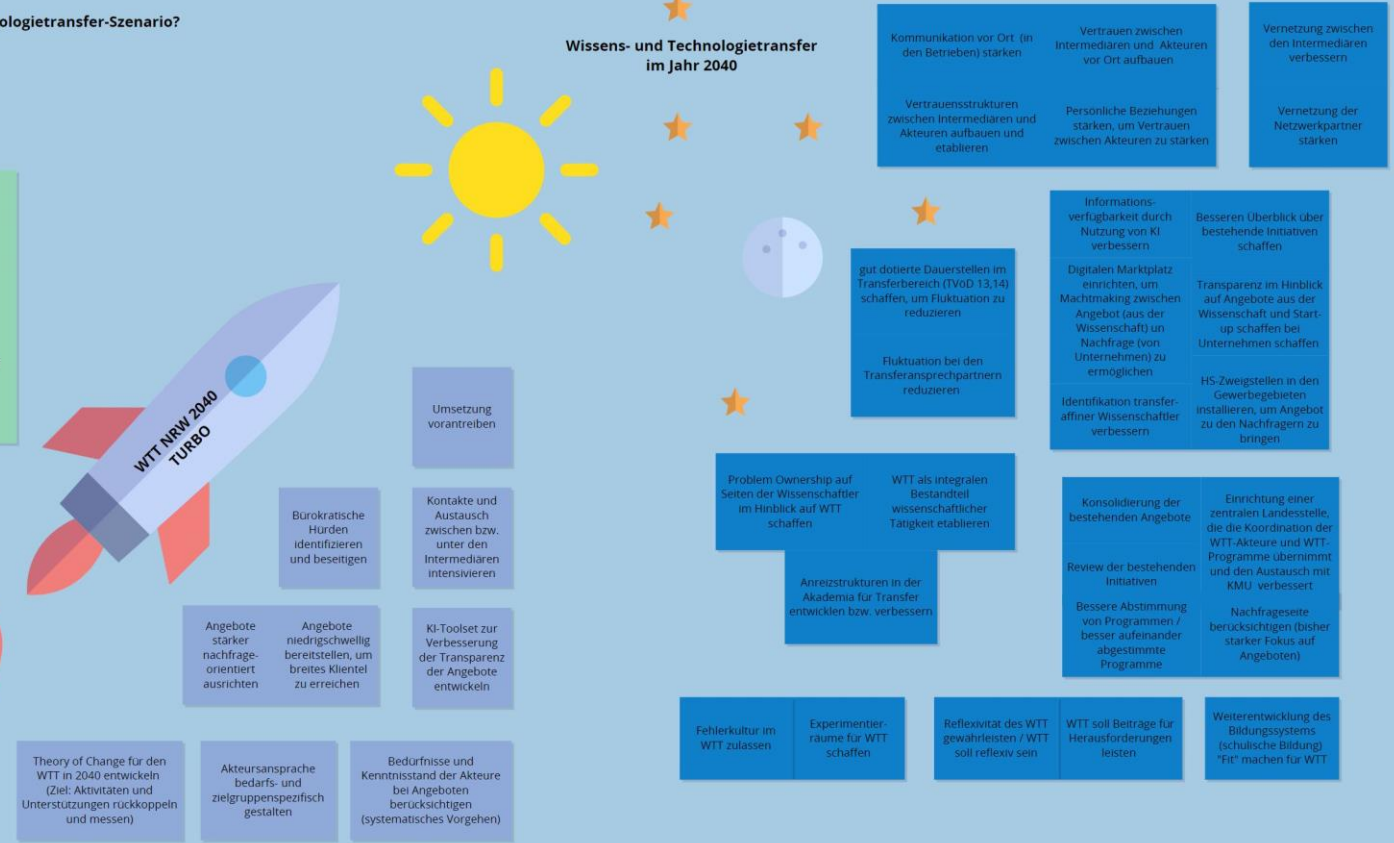 ologietransfer-Szenario?
Wissens- und Technologietransfer
im Jahr 2040
Kommunikation vor Ort (in
den Betrieben) stärken
Vertrauen zwischen
Intermediären und Akteuren
vor Ort aufbauen
Vertrauensstrukturen
zwischen Intermediären und
Akteuren aufbauen und
etablieren
Persönliche Beziehungen
stärken, um Vertrauen
zwischen Akteuren zu stärken
Vernetzung zwischen
den Intermediären
verbessern
Vernetzung der
Netzwerkpartner
stärken
Informations-
verfügbarkeit durch
Nutzung von KI
verbessern
Besseren Überblick über
bestehende Initiativen
schaffen
Digitalen Marktplatz
einrichten, um
Machtmaking zwischen
Angebot (aus der
Wissenschaft) un
Nachfrage (von
Unternehmen) zu
ermöglichen
Transparenz im Hinblick
auf Angebote aus der
Wissenschaft und Start-
up schaffen bei
Unternehmen schaffen
Identifikation transfer-
affiner Wissenschaftler
verbessern
HS-Zweigstellen in den
Gewerbegebieten
installieren, um Angebot
zu den Nachfragern zu
bringen
gut dotierte Dauerstellen im
Transferbereich (TVöD 13,14)
schaffen, um Fluktuation zu
reduzieren
Fluktuation bei den
Transferansprechpartnern
reduzieren
WTT NRW 2040
TURBO
Umsetzung
vorantreiben
Bürokratische
Hürden
identifizieren
und beseitigen
Kontakte und
Austausch
zwischen bzw.
unter den
Intermediären
intensivieren
Angebote
stärker
nachfrage-
orientiert
ausrichten
Angebote
niedrigschwellig
bereitstellen, um
breites Klientel
zu erreichen
KI-Toolset zur
Verbesserung
der Transparenz
der Angebote
entwickeln
Theory of Change für den
WTT in 2040 entwickeln
(Ziel: Aktivitäten und
Unterstützungen rückkoppeln
und messen)
Akteursansprache
bedarfs- und
zielgruppenspezifisch
gestalten
Bedürfnisse und
Kenntnisstand der Akteure
bei Angeboten
berücksichtigen
(systematisches Vorgehen)
Problem Ownership auf
Seiten der Wissenschaftler
im Hinblick auf WTT
schaffen
WTT als integralen
Bestandteil
wissenschaftlicher
Tätigkeit etablieren
Anreizstrukturen in der
Akademia für Transfer
entwicklen bzw. verbessern
Konsolidierung der
bestehenden Angebote
Einrichtung einer
zentralen Landesstelle,
die die Koordination der
WTT-Akteure und WTT-
Programme übernimmt
und den Austausch mit
KMU verbessert
Review der bestehenden
Initiativen
Bessere Abstimmung
von Programmen /
besser aufeinander
abgestimmte
Programme
Nachfrageseite
berücksichtigen (bisher
starker Fokus auf
Angeboten)
Fehlerkultur im
WTT zulassen
Experimentier-
räume für WTT
schaffen
Reflexivität des WTT
gewährleisten / WTT
soll reflexiv sein
WTT soll Beiträge für
Herausforderungen
leisten
Weiterentwicklung des
Bildungssystems
(schulische Bildung)
"Fit" machen für WTT